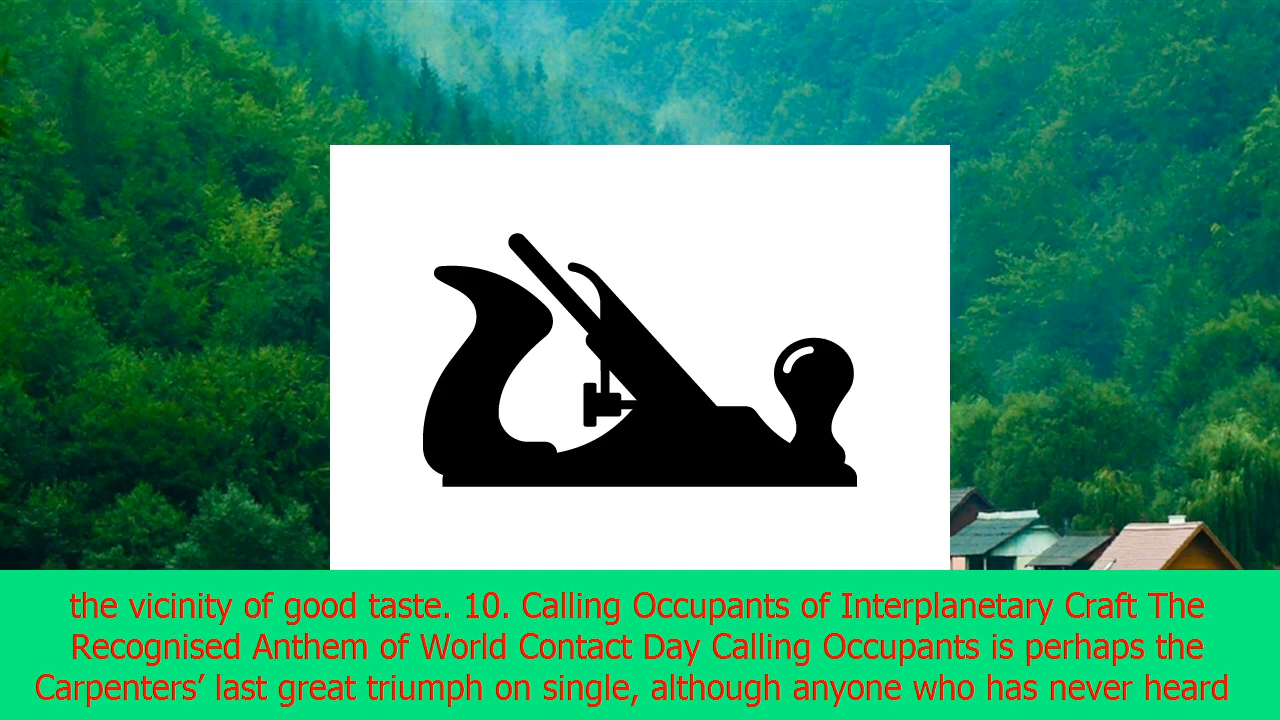 the vicinity of good taste. 10. Calling Occupants of Interplanetary Craft The
Recognised Anthem of World Contact Day Calling Occupants is perhaps the
Carpenters’ last great triumph on single, although anyone who has never heard